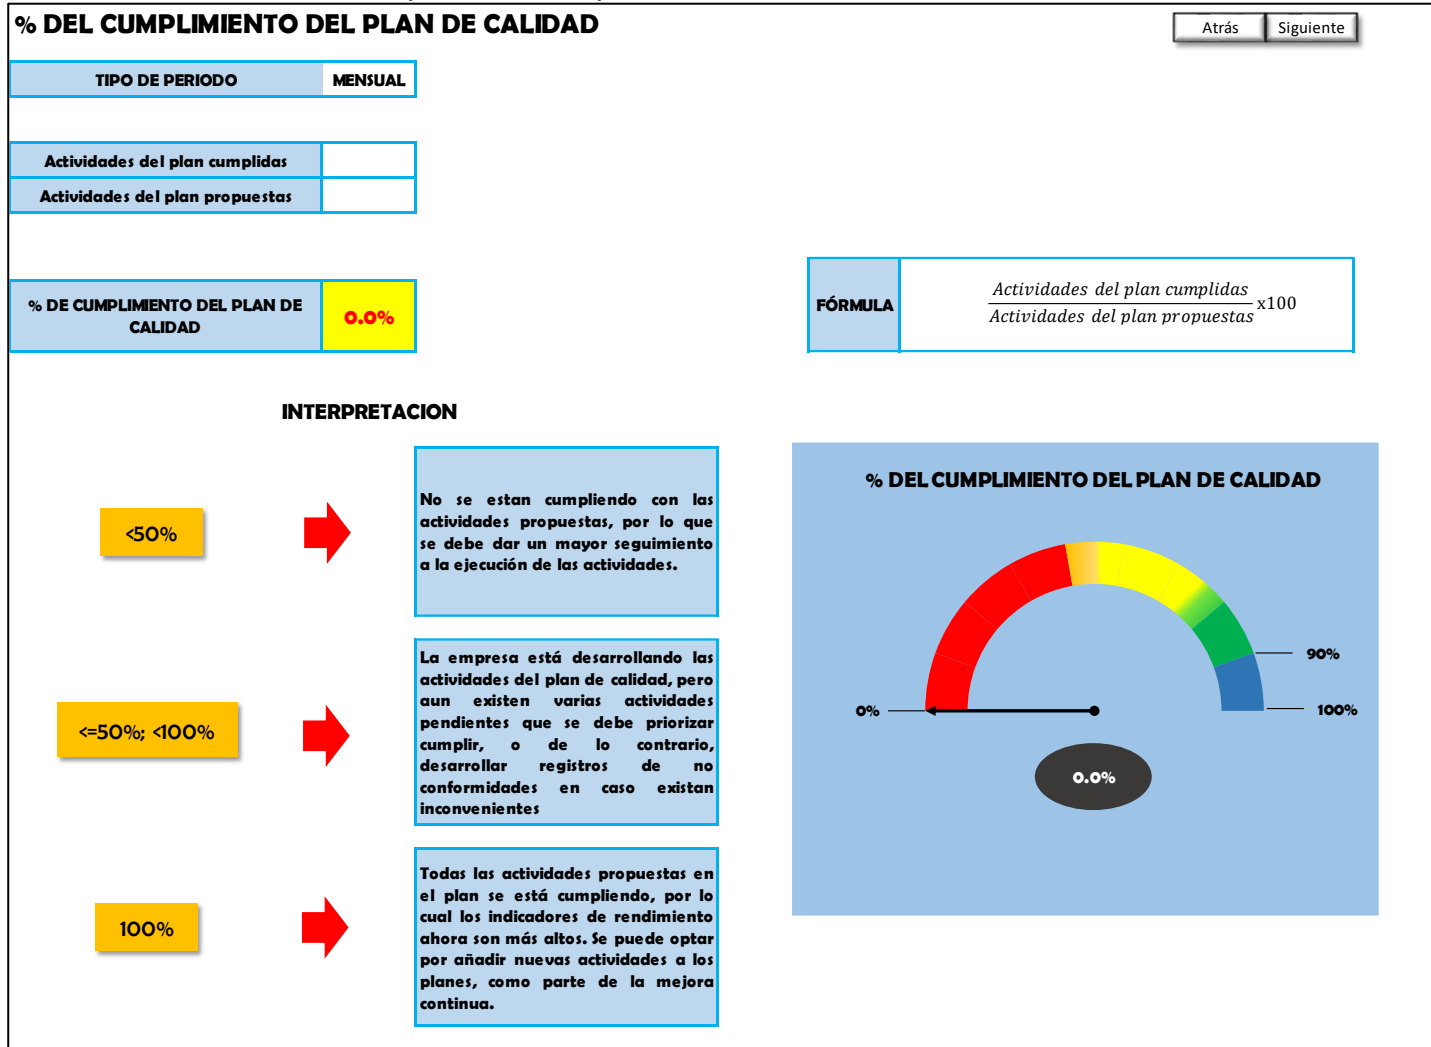 % DEL CUMPLIMIENTO DEL PLAN DE CALIDAD
Atrás
Siguiente
TIPO DE PERIODO
MENSUAL
Actividades del plan cumplidas
Actividades del plan propuestas
% DE CUMPLIMIENTO DEL PLAN DE
CALIDAD
0.0%
FÓRMULA
Actividades del plan cumplidas
Actividades del plan propuestas
x100
INTERPRETACION
<50%
No se estan cumpliendo con las
actividades propuestas, por lo que
se debe dar un mayor seguimiento
a la ejecución de las actividades.
<=50%; <100%
La empresa está desarrollando las
actividades del plan de calidad, pero
aun existen varias actividades
pendientes que se debe priorizar
cumplir, o de lo contrario,
desarrollar registros de no
conformidades en caso existan
inconvenientes
100%
Todas las actividades propuestas en
el plan se está cumpliendo, por lo
cual los indicadores de rendimiento
ahora son más altos. Se puede optar
por añadir nuevas actividades a los
planes, como parte de la mejora
continua.
% DEL CUMPLIMIENTO DEL PLAN DE CALIDAD
90%
0%
100%
0.0%